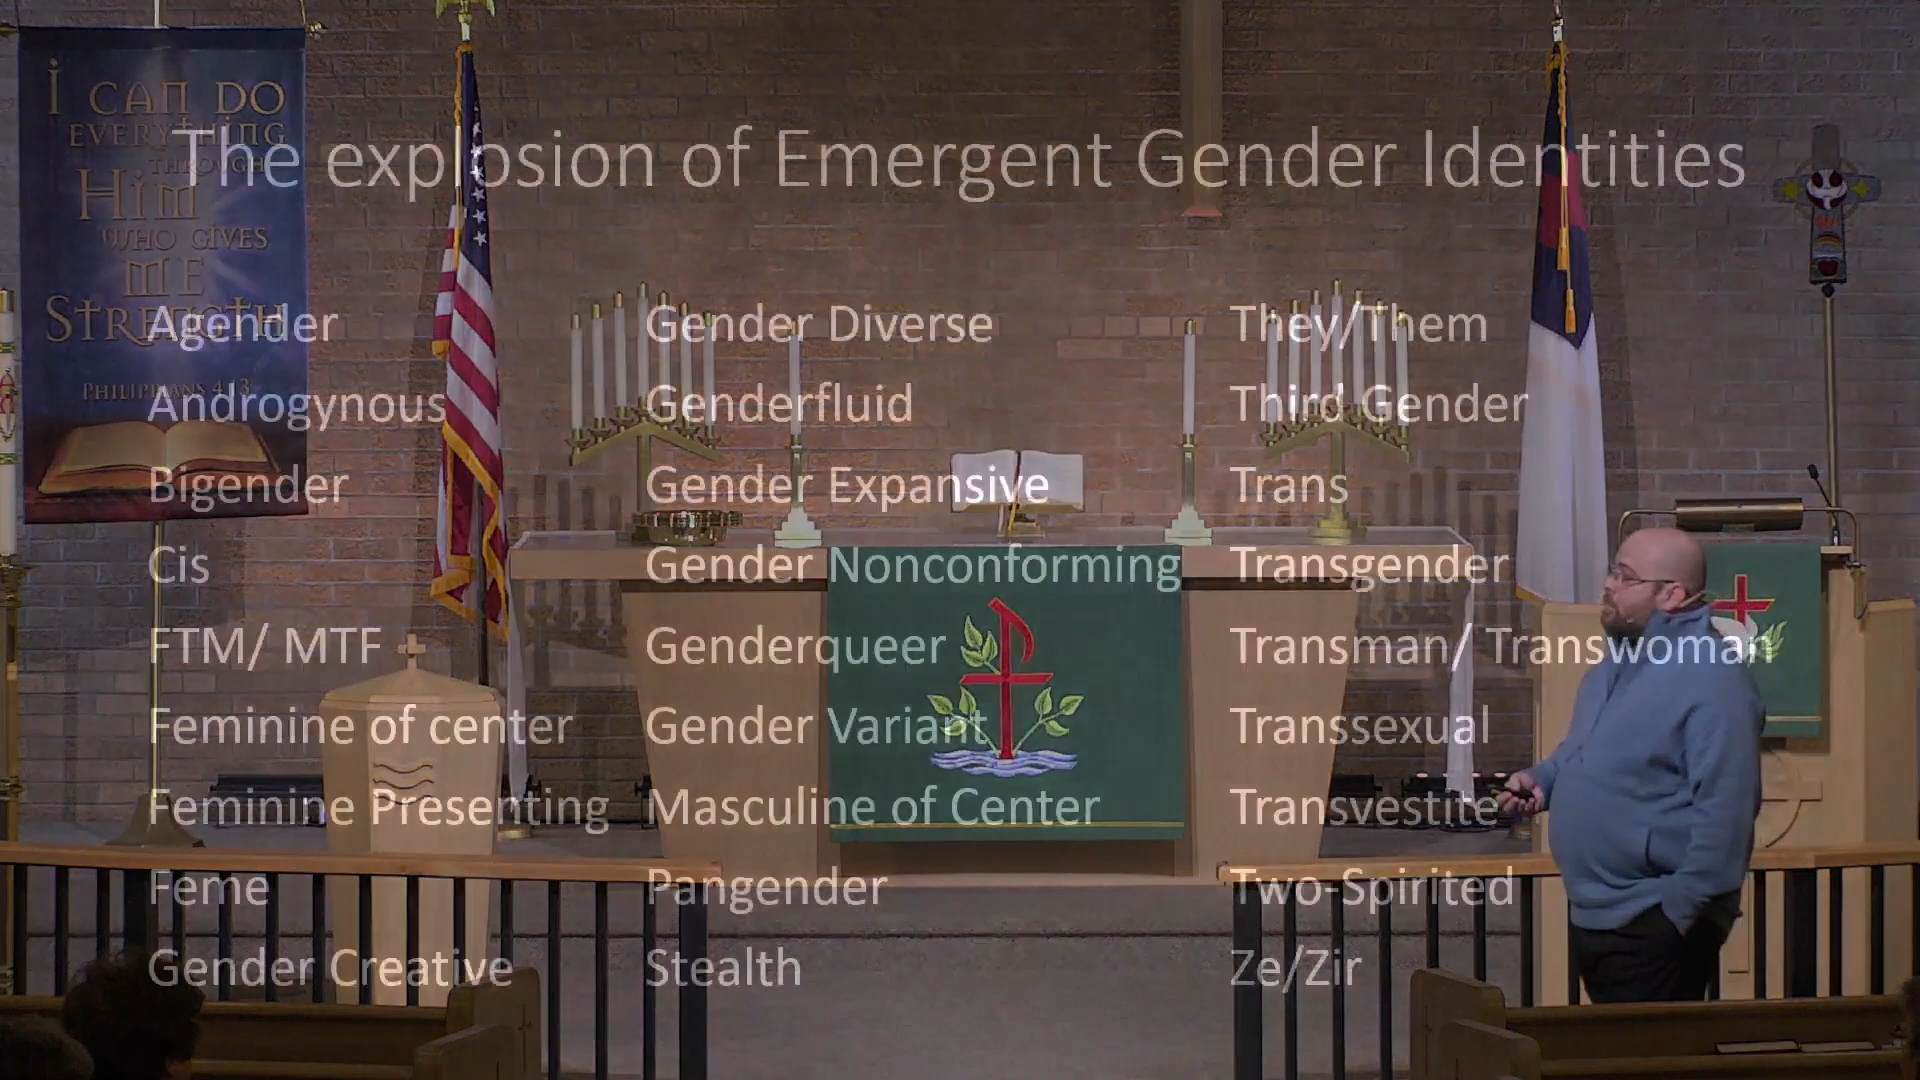 I CAN DO
EVERYTHING
THROUGH
HIM
WHO GIVES
ME
STRENGTH
PHILIPPIANS 4:13
The explosion of Emergent Gender Identities
Agender
Androgynous
Bigender
Cis
FTM/ MTF
Feminine of center
Feminine Presenting
Feme
Gender Creative
Gender Diverse
Genderfluid
Gender Expansive
Gender Nonconforming
Genderqueer
Gender Variant
Masculine of Center
Pangender
Stealth
They/Them
Third Gender
Trans
Transgender
Transman/ Transwoman
Transsexual
Transvestite
Two-Spirited
Ze/Zir